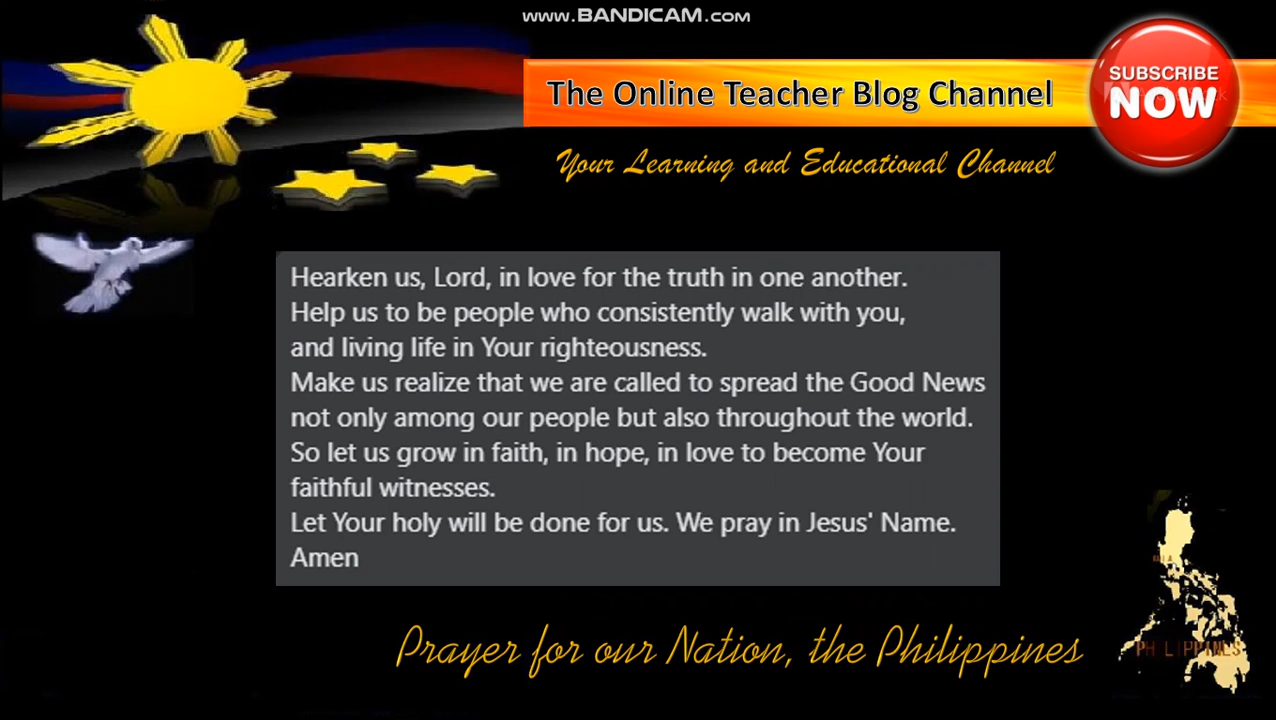 www.BANDICAM.com
The Online Teacher Blog Channel
SUBSCRIBE
NOW
Your Learning and Educational Channel
Hearken us, Lord, in love for the truth in one another.
Help us to be people who consistently walk with you,
and living life in Your righteousness.
Make us realize that we are called to spread the Good News
not only among our people but also throughout the world.
So let us grow in faith, in hope, in love to become Your
faithful witnesses.
Let Your holy will be done for us. We pray in Jesus' Name.
Amen
Prayer for our Nation, the Philippines
PHILIPPINES